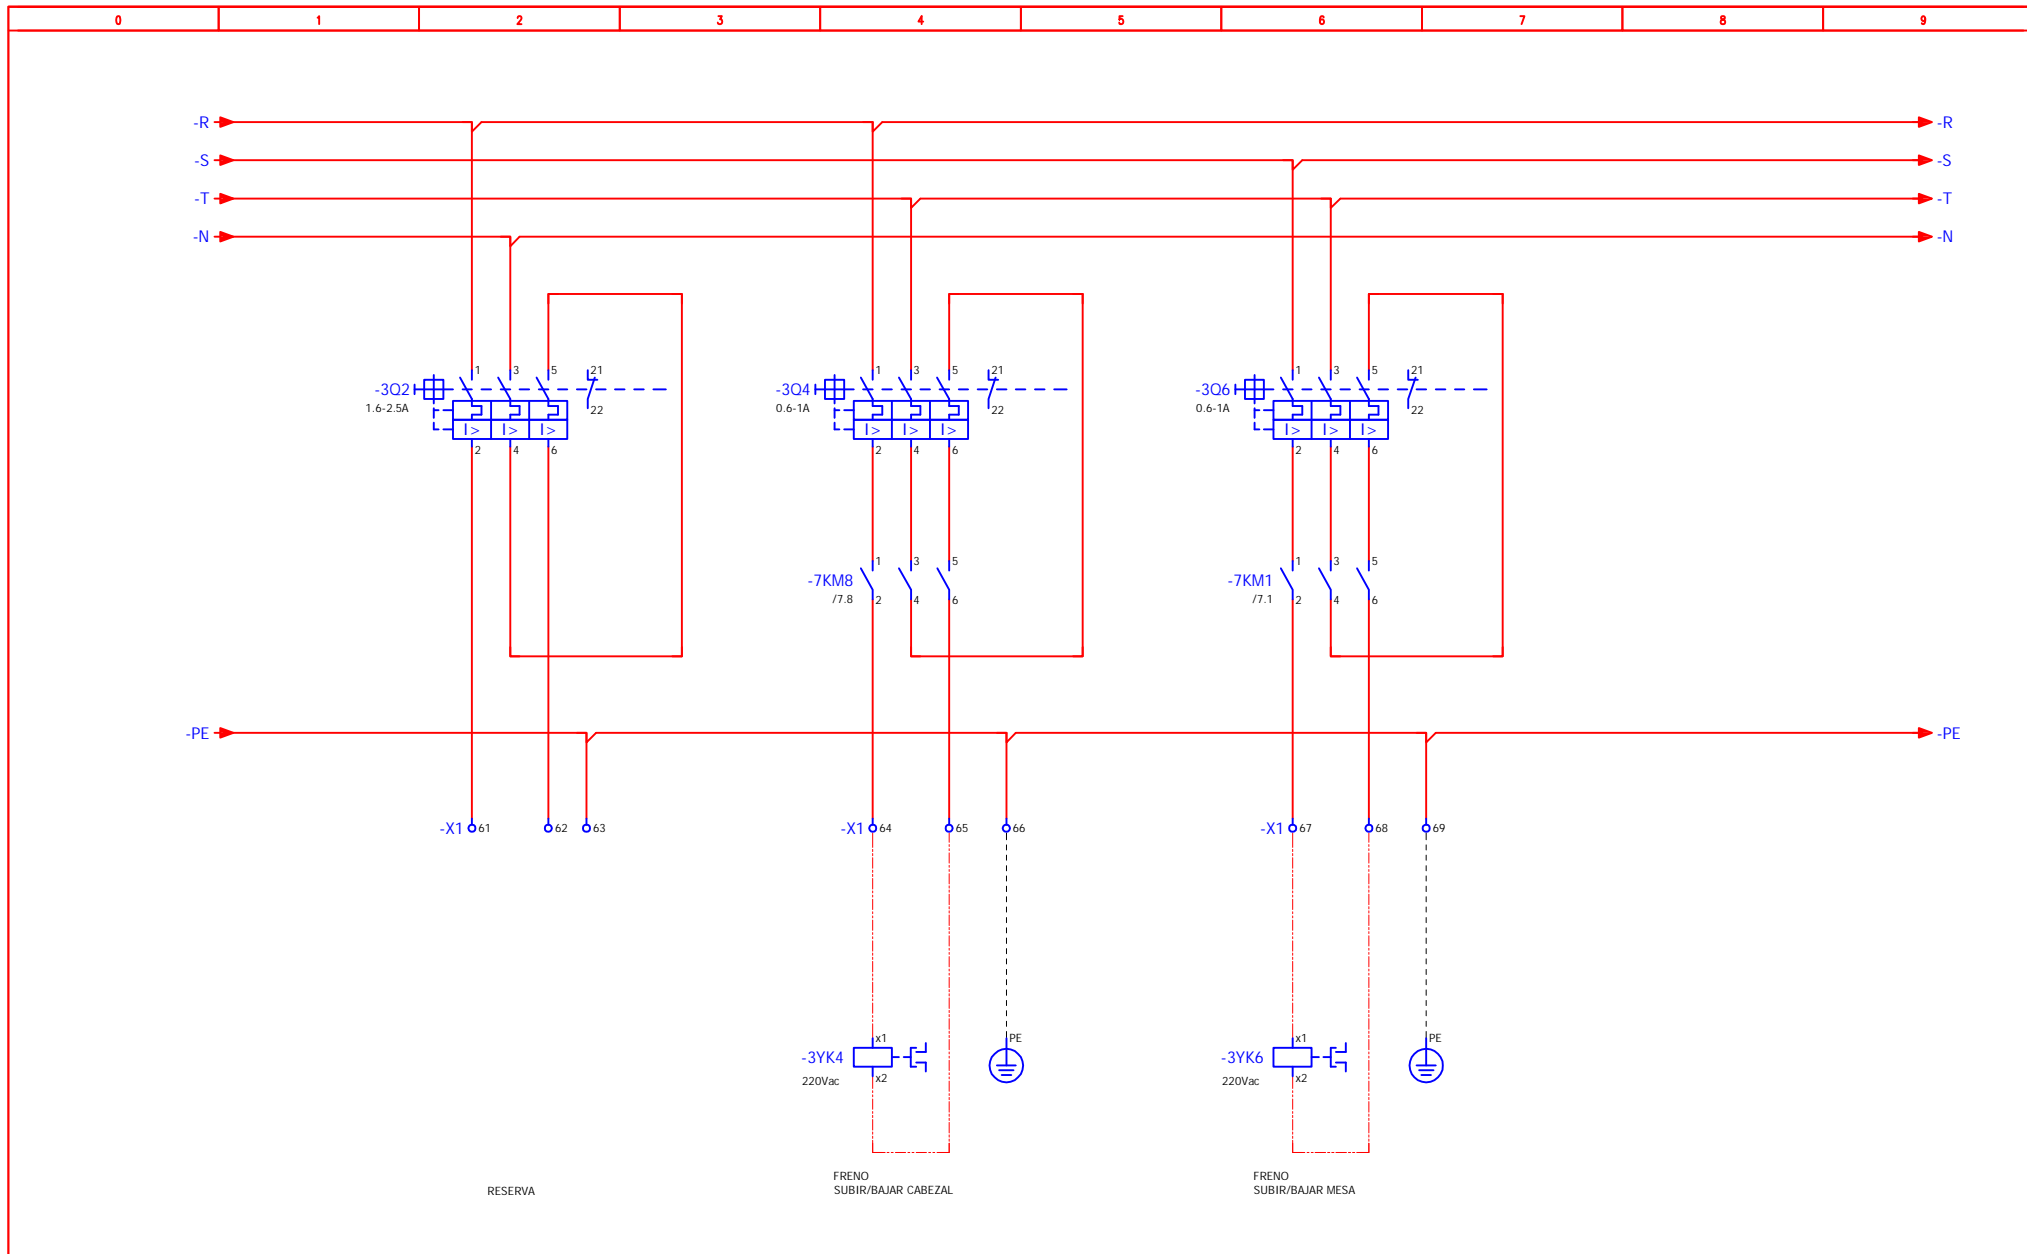 0 1 2 3 4 5 6 7 8 9
-R -R
-S -S
-T -T
-N -N
1 3 5 21 1 3 5 21 1 3 5 21
-3Q2 -3Q4 -3Q6
1.6-2.5A 22 0.6-1A 22 0.6-1A 22
I> I> I> I> I> I> I> I> I>
2 4 6 2 4 6 2 4 6
1 3 5 1 3 5
-7KM8 -7KM1
/7.8 2 4 6 /7.1 2 4 6
-PE -PE
-X1 61 62 63 -X1 64 65 66 -X1 67 68 69
x1 PE x1 PE
-3YK4 -3YK6
220Vac x2 220Vac x2
FRENO FRENO
RESERVA SUBIR/BAJAR CABEZAL SUBIR/BAJAR MESA